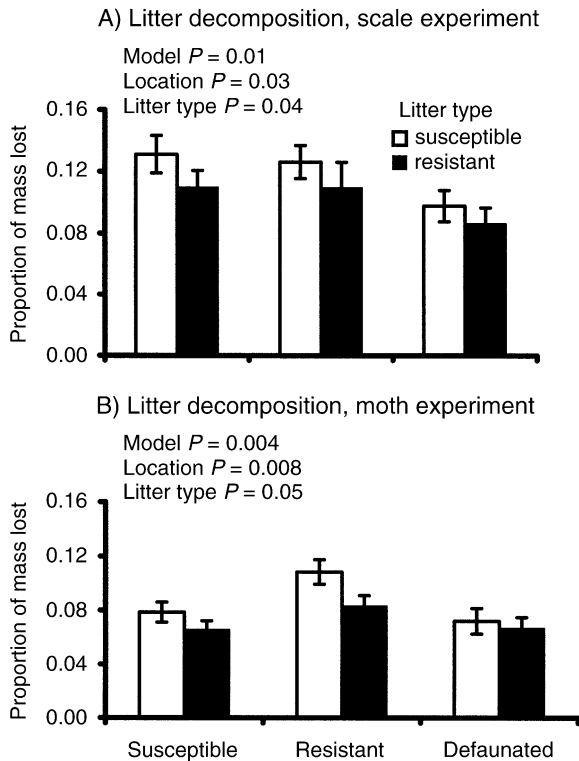 A) Litter decomposition, scale experiment
Model P = 0.01
Location P = 0.03
Litter type P = 0.04
Litter type
susceptible
resistant
Proportion of mass lost
0.16
0.12
0.08
0.04
0.00
B) Litter decomposition, moth experiment
Model P = 0.004
Location P = 0.008
Litter type P = 0.05
Proportion of mass lost
0.16
0.12
0.08
0.04
0.00
Susceptible Resistant Defaunated